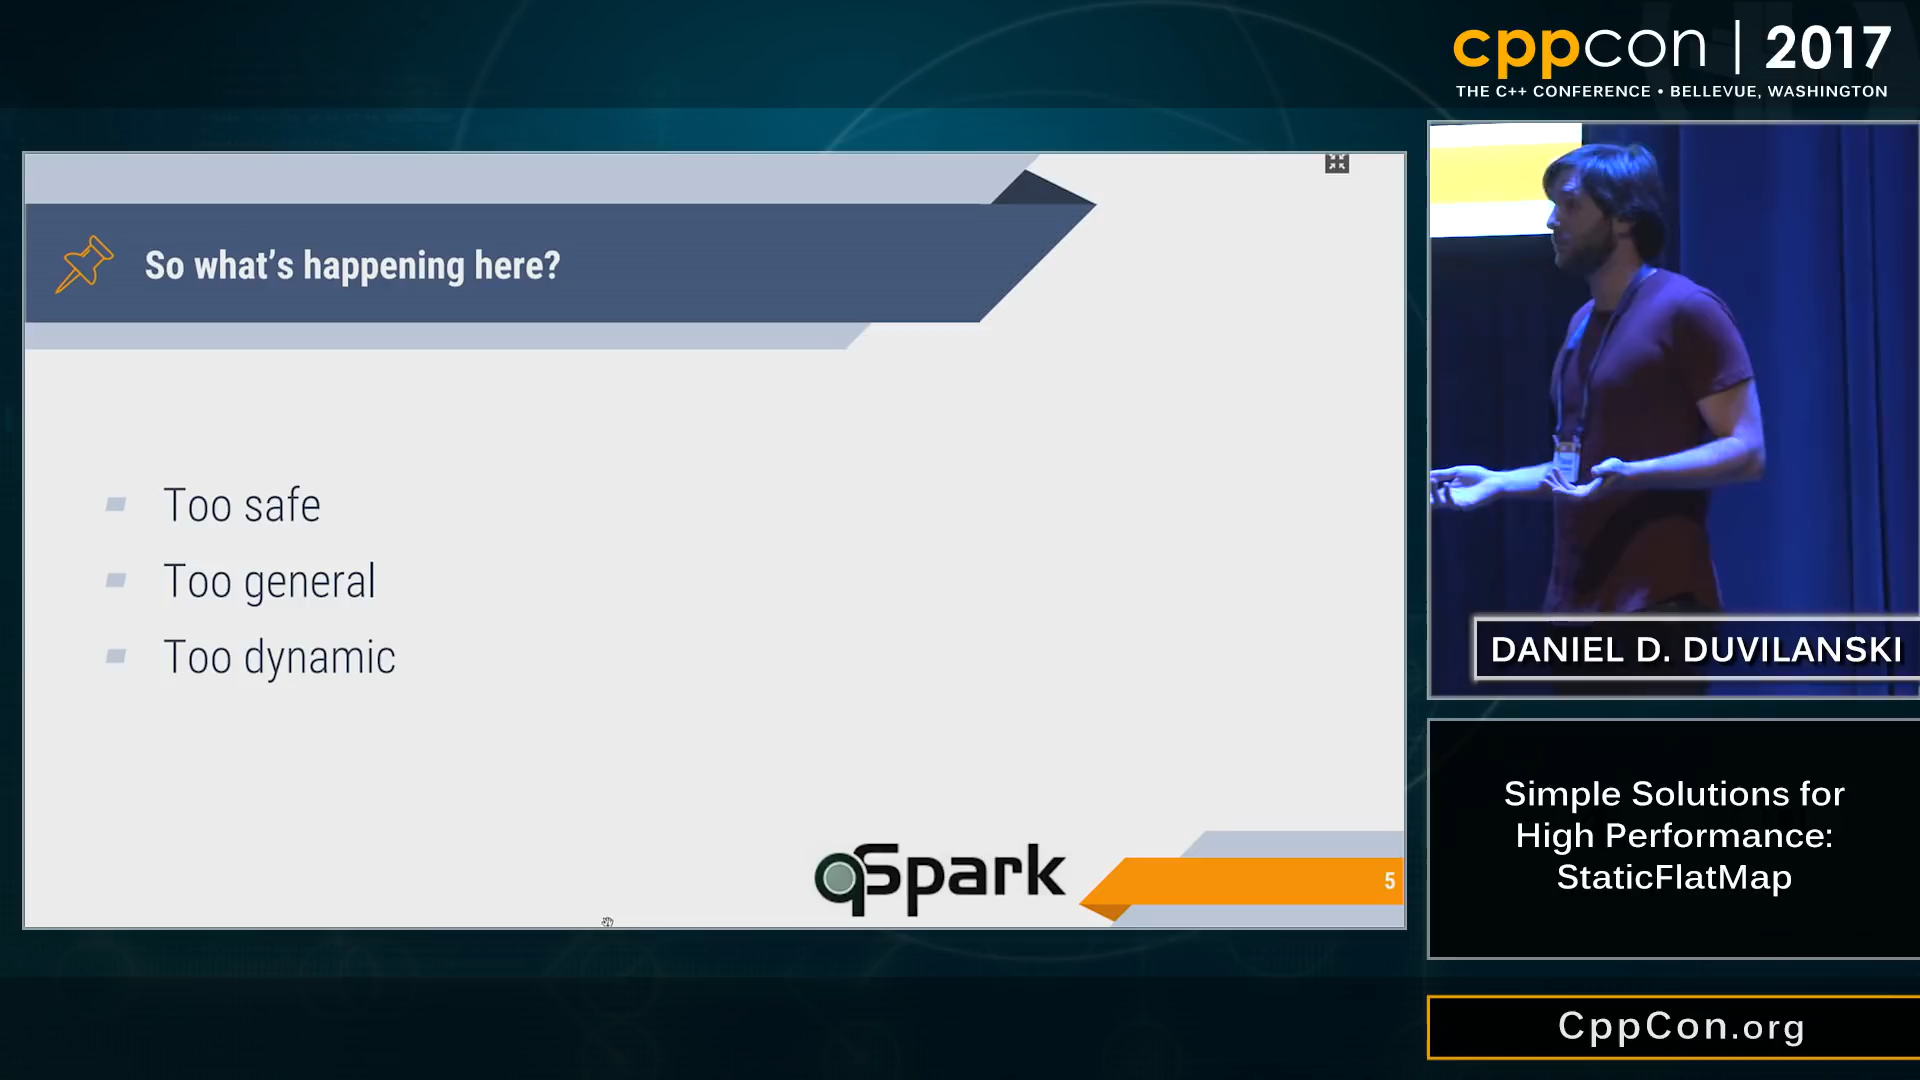 cppcon | 2017
THE C++ CONFERENCE • BELLEVUE, WASHINGTON
So what's happening here?
Too safe
Too general
Too dynamic
qSpark
5
DANIEL D. DUVILANSKI
Simple Solutions for
High Performance:
StaticFlatMap
CppCon.org